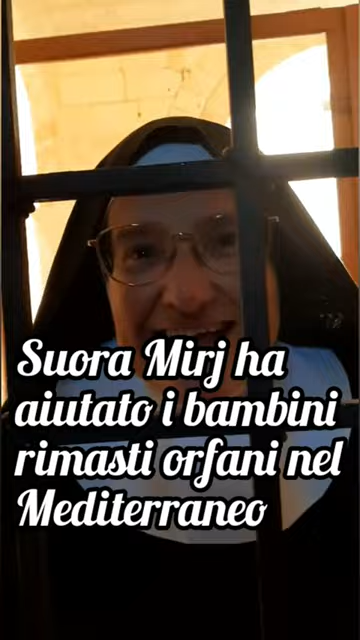 Suora Mirj ha
aiutato i bambini
rimasti orfani nel
Mediterraneo